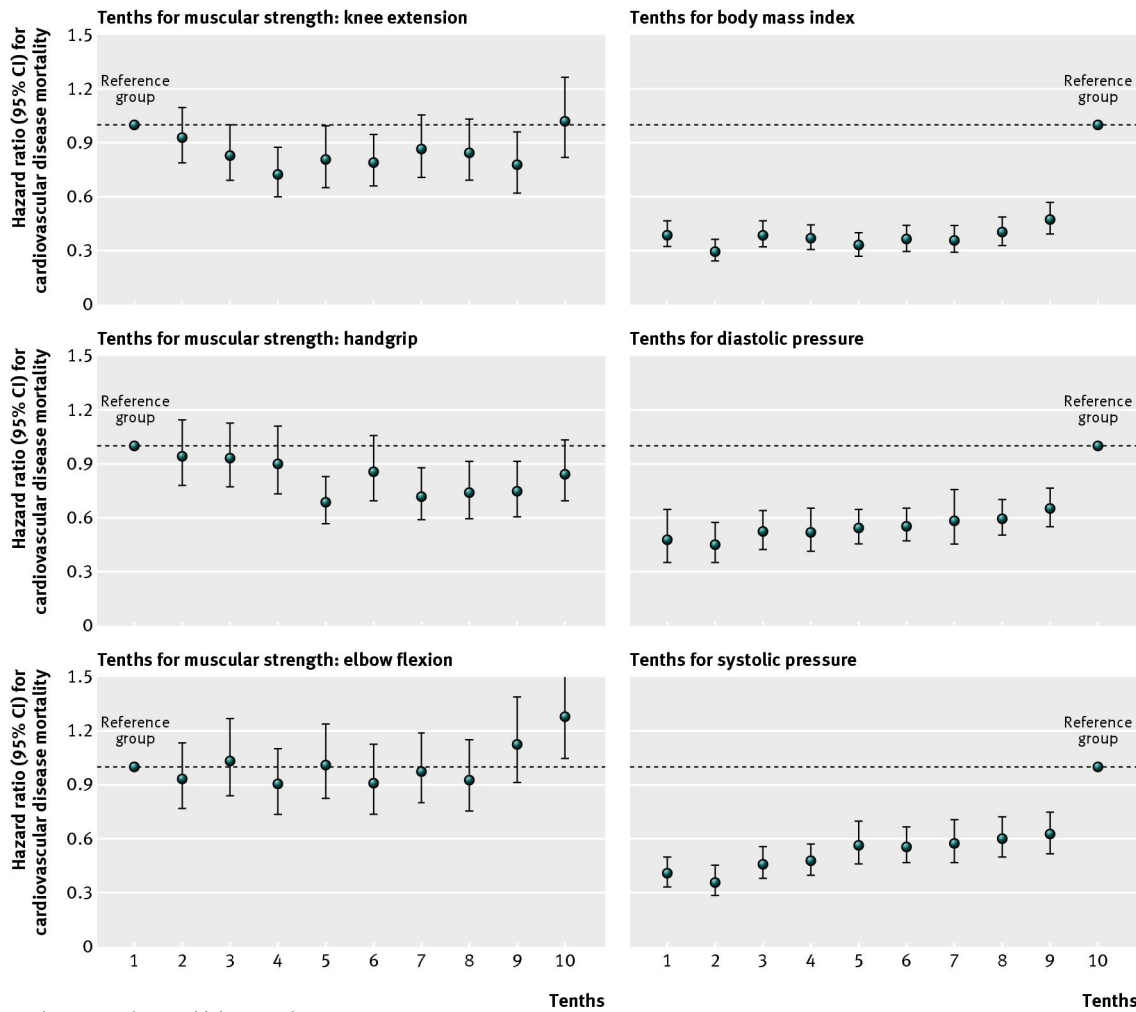 Tenths for muscular strength: knee extension
Hazard ratio (95% CI) for
cardiovascular disease mortality
1.5
1.2
0.9
0.6
0.3
0
Reference
group
Tenths for body mass index
Reference
group
Tenths for muscular strength: handgrip
Hazard ratio (95% CI) for
cardiovascular disease mortality
1.5
1.2
0.9
0.6
0.3
0
Reference
group
Tenths for diastolic pressure
Reference
group
Tenths for muscular strength: elbow flexion
Hazard ratio (95% CI) for
cardiovascular disease mortality
1.5
1.2
0.9
0.6
0.3
0
Reference
group
1 2 3 4 5 6 7 8 9 10
Tenths
Tenths for systolic pressure
Reference
group
1 2 3 4 5 6 7 8 9 10
Tenths